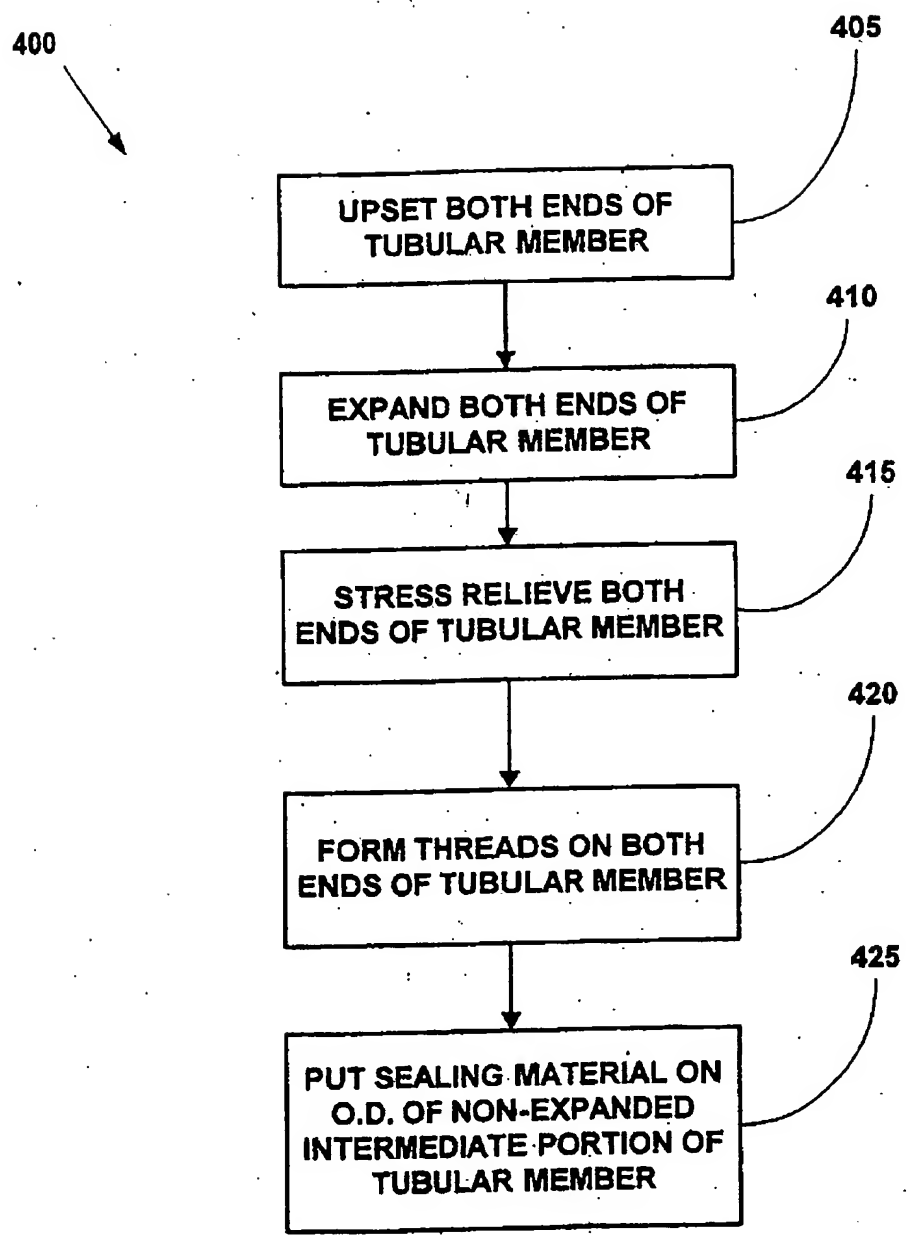 400
405
UPSET BOTH ENDS OF
TUBULAR MEMBER
410
EXPAND BOTH ENDS OF
TUBULAR MEMBER
415
STRESS RELIEVE BOTH
ENDS OF TUBULAR MEMBER
420
FORM THREADS ON BOTH
ENDS OF TUBULAR MEMBER
425
PUT SEALING MATERIAL ON
O.D. OF NON-EXPANDED
INTERMEDIATE PORTION OF
TUBULAR MEMBER